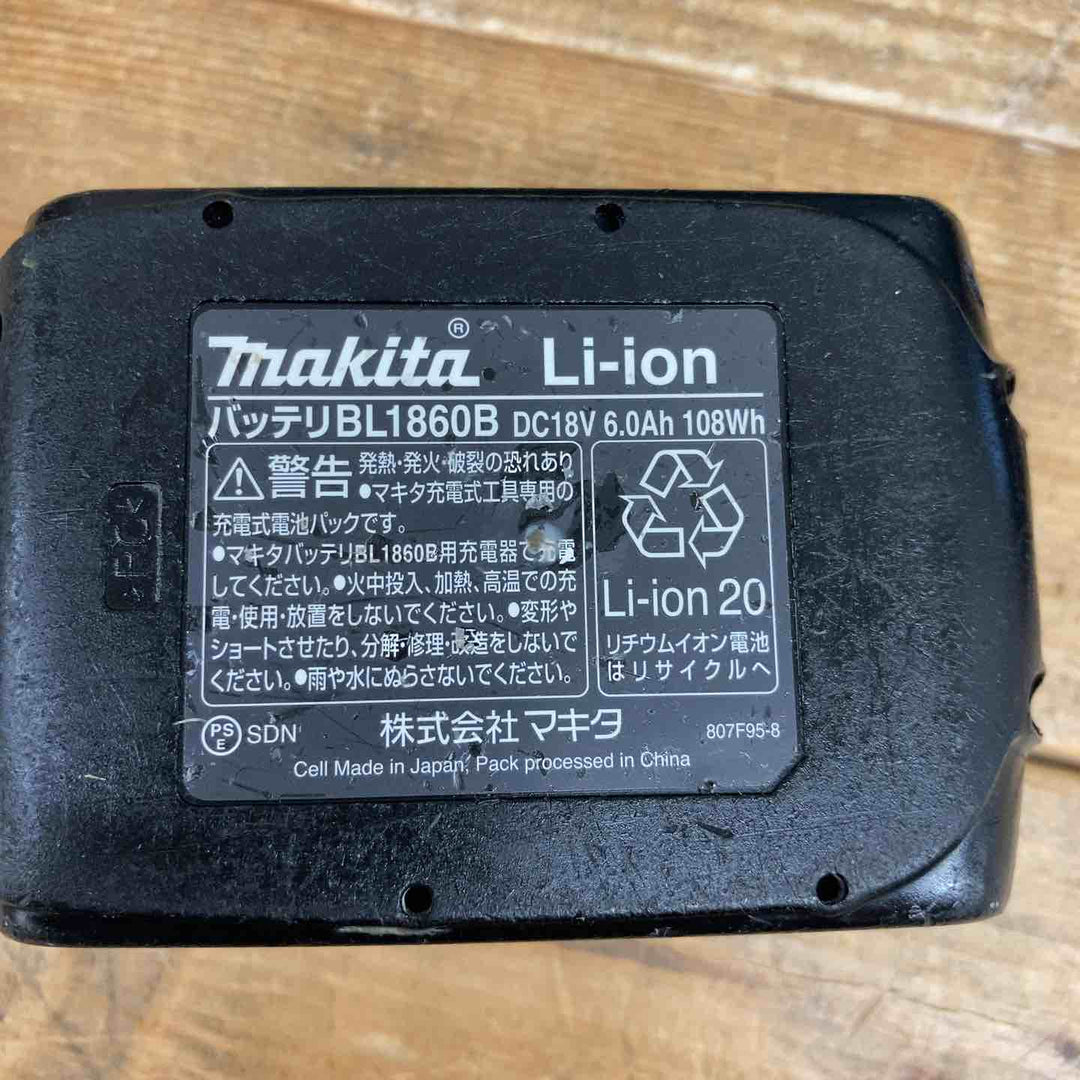 makita® Li-ion
バッテリBL1860B DC18V 6.0Ah 108Wh
警告 発熱・発火・破裂の恐れあり
●マキタ充電式工具専用の
充電式電池パックです。
●マキタバッテリBL1860B用充電器で充電
してください。●火中投入、加熱、高温での充
電・使用・放置をしないでください。●変形や
ショートさせたり、分解・修理・改造をしないで
ください。●雨や水にぬらさないでください。
Li-ion 20
リチウムイオン電池
はリサイクルへ
PS
E SDN
株式会社 マキタ
807F95-8
Cell Made in Japan, Pack processed in China